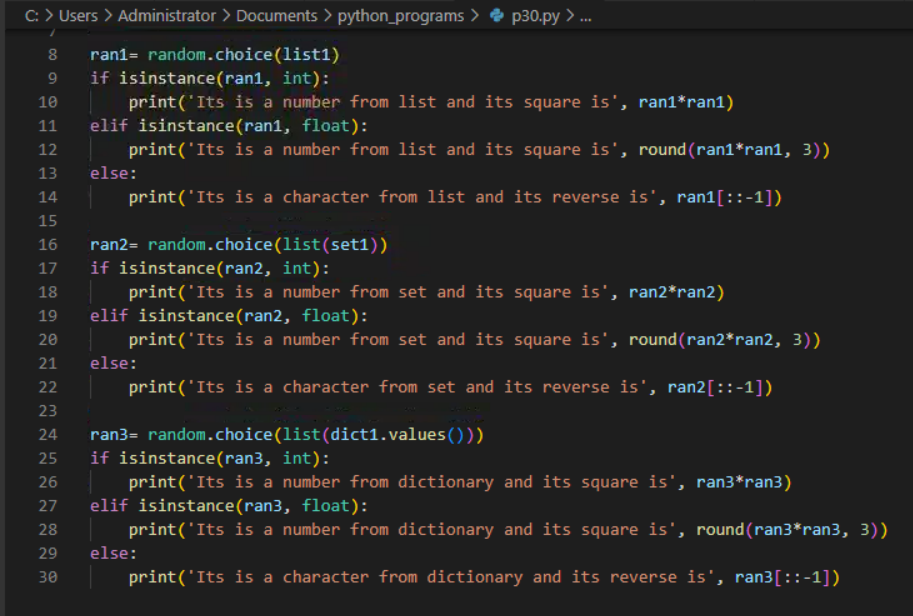 C: > Users > Administrator > Documents > python_programs > p30.py > ...
7
8 ran1= random.choice(list1)
9 if isinstance(ran1, int):
10     print('Its is a number from list and its square is', ran1*ran1)
11 elif isinstance(ran1, float):
12     print('Its is a number from list and its square is', round(ran1*ran1, 3))
13 else:
14     print('Its is a character from list and its reverse is', ran1[::-1])
15
16 ran2= random.choice(list(set1))
17 if isinstance(ran2, int):
18     print('Its is a number from set and its square is', ran2*ran2)
19 elif isinstance(ran2, float):
20     print('Its is a number from set and its square is', round(ran2*ran2, 3))
21 else:
22     print('Its is a character from set and its reverse is', ran2[::-1])
23
24 ran3= random.choice(list(dict1.values()))
25 if isinstance(ran3, int):
26     print('Its is a number from dictionary and its square is', ran3*ran3)
27 elif isinstance(ran3, float):
28     print('Its is a number from dictionary and its square is', round(ran3*ran3, 3))
29 else:
30     print('Its is a character from dictionary and its reverse is', ran3[::-1])